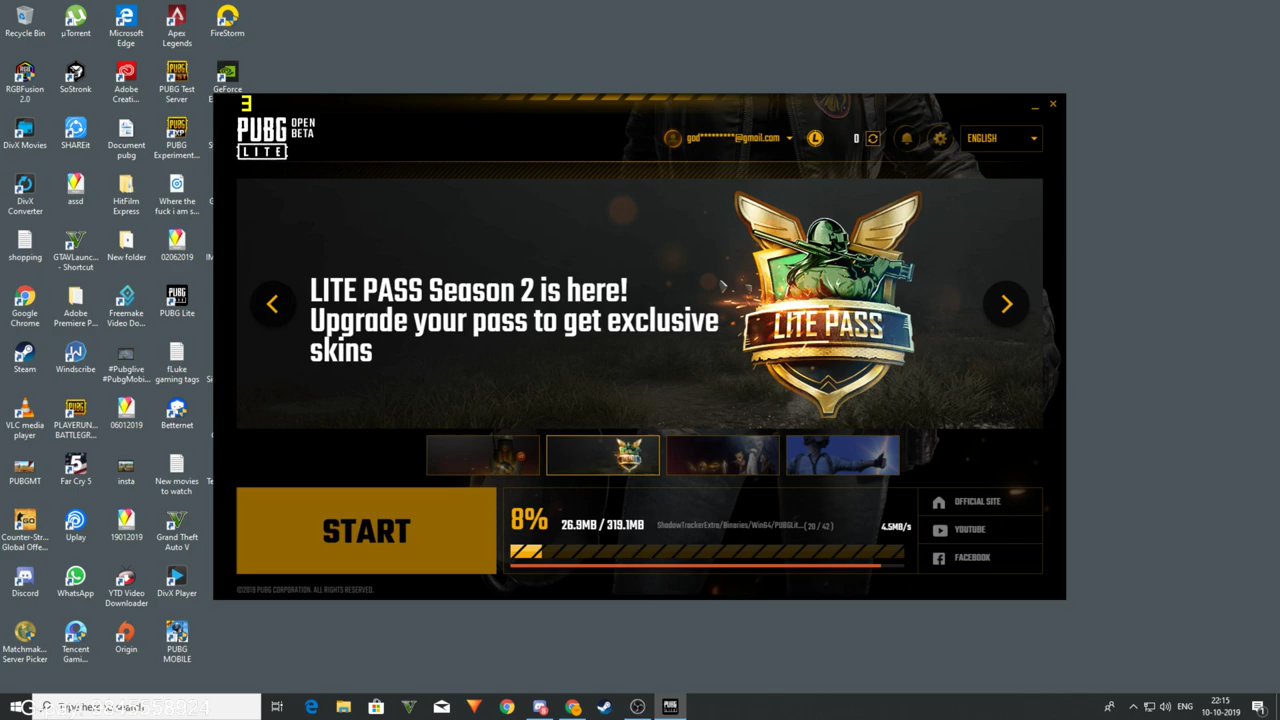 Recycle Bin
µTorrent
Microsoft
Edge
Apex
Legends
FireStorm
RGBFusion
2.0
SoStronk
Adobe
Creati...
PUBG Test
Server
GeForce
DivX Movies
SHAREit
Document
pubg
PUBG
Experiment...
DivX
Converter
assd
HitFilm
Express
Where the
fuck i am s...
shopping
GTAVLaunc...
- Shortcut
New folder
02062019
Google
Chrome
Adobe
Premiere P...
Freemake
Video Do...
PUBG Lite
Steam
Windscribe
#Pubglive
#PubgMobi...
fLuke
gaming tags
VLC media
player
PLAYERUN...
BATTLEGR...
06012019
Betternet
PUBGMT
Far Cry 5
insta
New movies
to watch
Counter-Str...
Global Offe...
Uplay
19012019
Grand Theft
Auto V
Discord
WhatsApp
YTD Video
Downloader
DivX Player
Matchmak...
Server Picker
Tencent
Gami...
Origin
PUBG
MOBILE
3
PUBG
LITE
OPEN
BETA
god*********@gmail.com
0
ENGLISH
LITE PASS Season 2 is here!
Upgrade your pass to get exclusive
skins
LITE PASS
START
8%
26.9MB / 319.1MB
ShadowTrackerExtra/Binaries/Win64/PUBGLit...( 20 / 42 )
4.5MB/s
OFFICIAL SITE
YOUTUBE
FACEBOOK
©2019 PUBG CORPORATION. ALL RIGHTS RESERVED.
Type here to search
ENG
22:15
10-10-2019